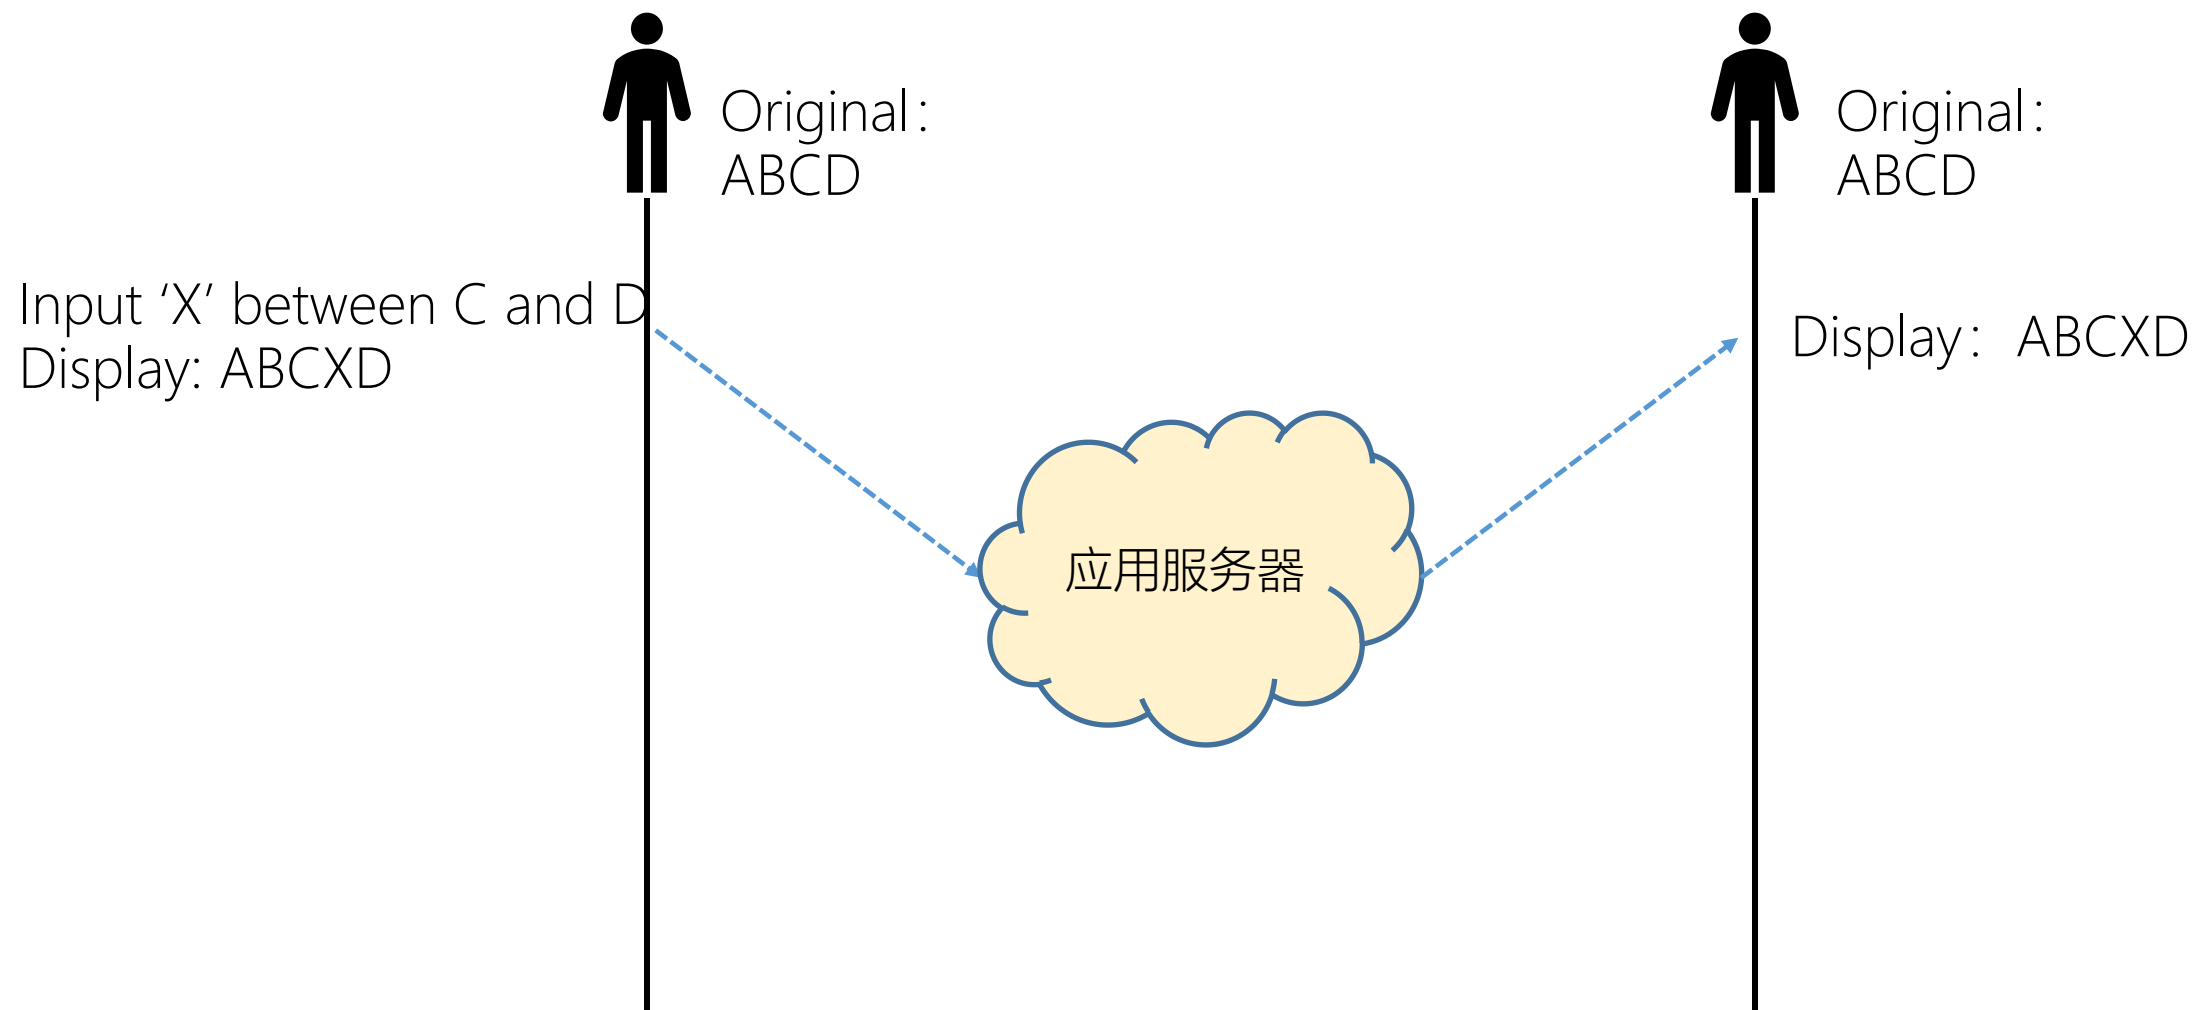 Original:
ABCD
Original:
ABCD
Input ‘X’ between C and D
Display: ABCXD
Display: ABCXD
应用服务器